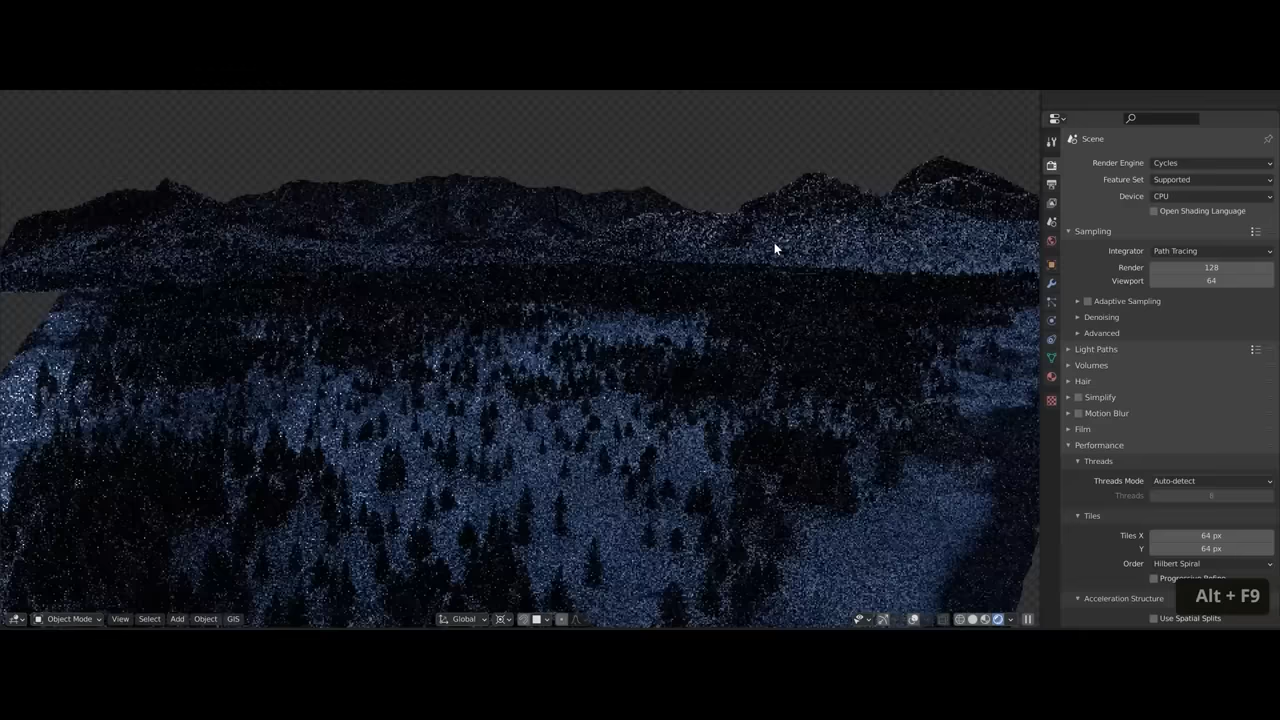 Scene
Render Engine Cycles
Feature Set Supported
Device CPU
Open Shading Language
Sampling
Integrator Path Tracing
Render 128
Viewport 64
Adaptive Sampling
Denoising
Advanced
Light Paths
Volumes
Hair
Simplify
Motion Blur
Film
Performance
Threads
Threads Mode Auto-detect
Threads 8
Tiles
Tiles X 64 px
Y 64 px
Order Hilbert Spiral
Progressive Refine
Acceleration Structure
Use Spatial Splits
Alt + F9
Object Mode View Select Add Object GIS Global